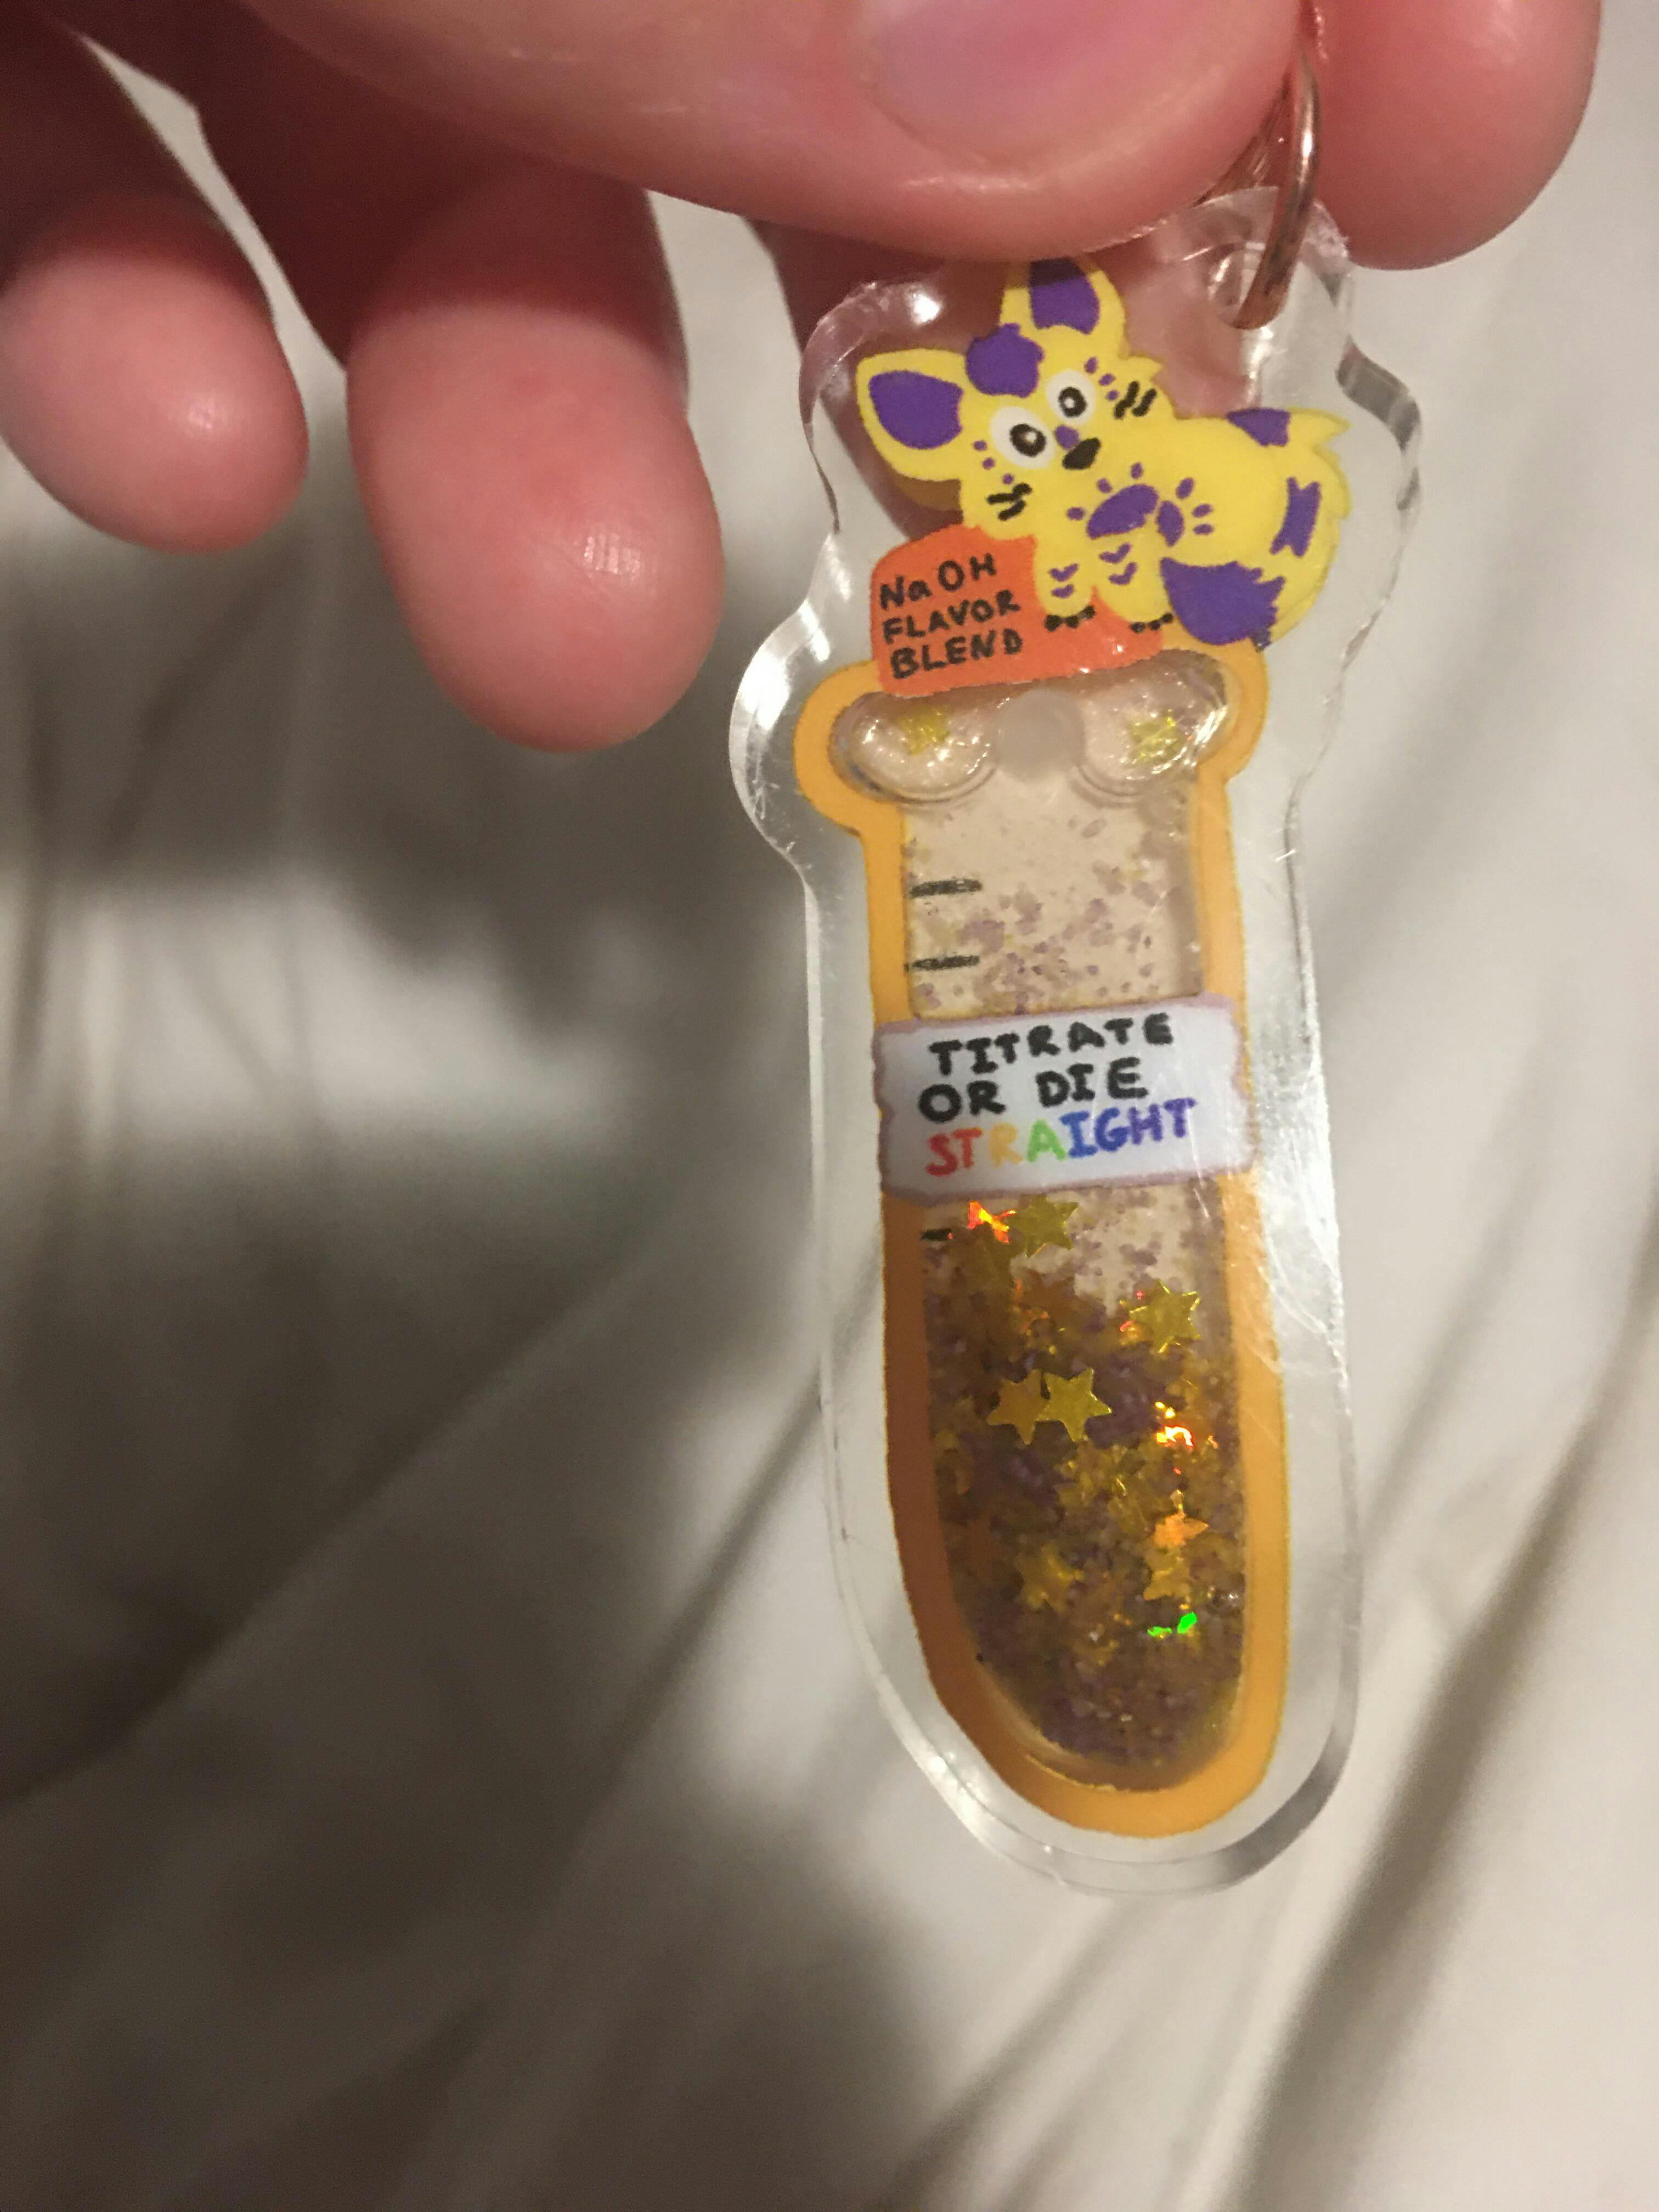 NaOH
FLAVOR
BLEND
TITRATE
OR DIE
STRAIGHT